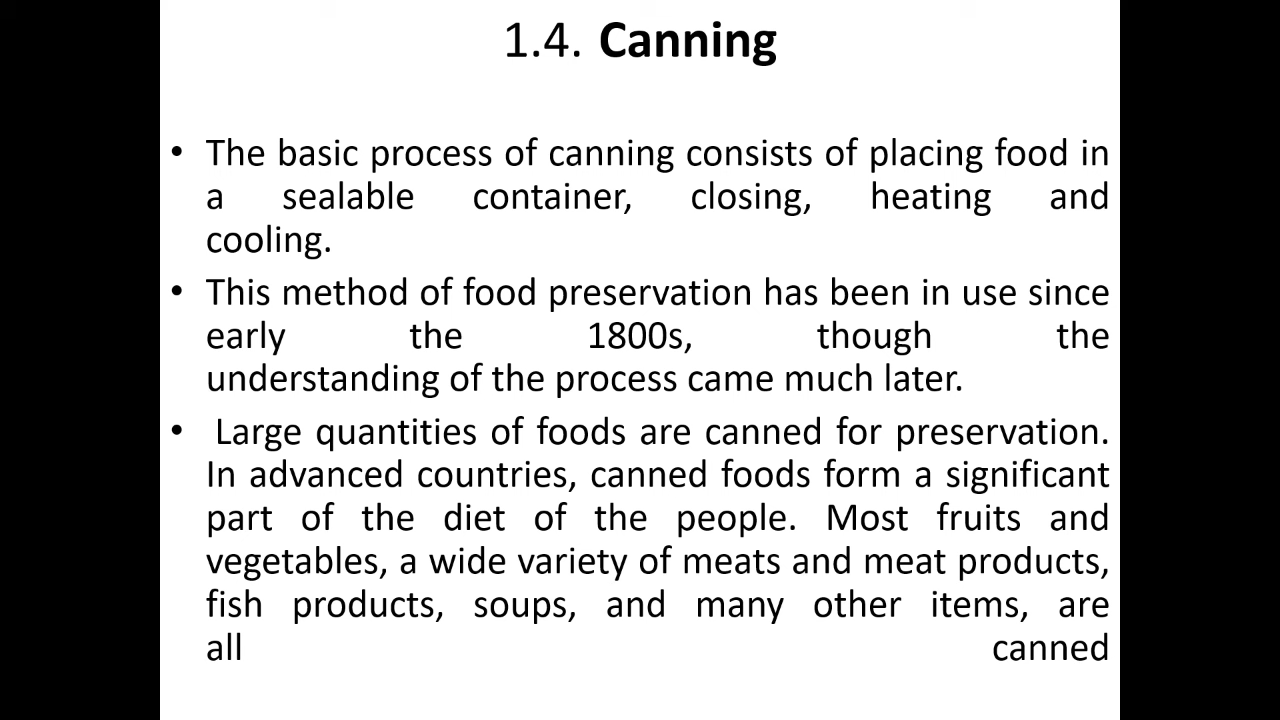 1.4. Canning
• The basic process of canning consists of placing food in
a sealable container, closing, heating and
cooling.
• This method of food preservation has been in use since
early the 1800s, though the
understanding of the process came much later.
• Large quantities of foods are canned for preservation.
In advanced countries, canned foods form a significant
part of the diet of the people. Most fruits and
vegetables, a wide variety of meats and meat products,
fish products, soups, and many other items, are
all canned